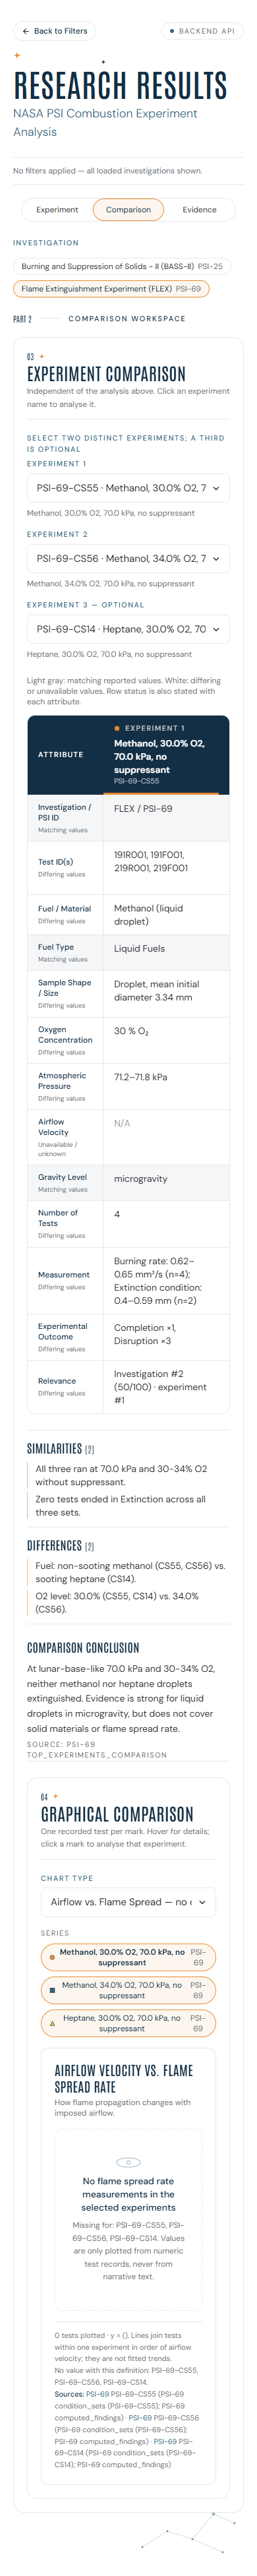 ← Back to Filters
BACKEND API
RESEARCH RESULTS
NASA PSI Combustion Experiment
Analysis
No filters applied — all loaded investigations shown.
Experiment
Comparison
Evidence
INVESTIGATION
Burning and Suppression of Solids - II (BASS-II) PSI-25
Flame Extinguishment Experiment (FLEX) PSI-69
PART 2
COMPARISON WORKSPACE
03
EXPERIMENT COMPARISON
Independent of the analysis above. Click an experiment
name to analyse it.
SELECT TWO DISTINCT EXPERIMENTS; A THIRD
IS OPTIONAL
EXPERIMENT 1
PSI-69-CS55 · Methanol, 30.0% O2, 7
Methanol, 30.0% O2, 70.0 kPa, no suppressant
EXPERIMENT 2
PSI-69-CS56 · Methanol, 34.0% O2, 7
Methanol, 34.0% O2, 70.0 kPa, no suppressant
EXPERIMENT 3 — OPTIONAL
PSI-69-CS14 · Heptane, 30.0% O2, 70
Heptane, 30.0% O2, 70.0 kPa, no suppressant
Light gray: matching reported values. White: differing
or unavailable values. Row status is also stated with
each attribute.
ATTRIBUTE
EXPERIMENT 1
Methanol, 30.0% O2,
70.0 kPa, no
suppressant
PSI-69-CS55
Investigation /
PSI ID
Matching values
FLEX / PSI-69
Test ID(s)
Differing values
191R001, 191F001,
219R001, 219F001
Fuel / Material
Differing values
Methanol (liquid
droplet)
Fuel Type
Matching values
Liquid Fuels
Sample Shape
/ Size
Differing values
Droplet, mean initial
diameter 3.34 mm
Oxygen
Concentration
Differing values
30 % O₂
Atmospheric
Pressure
Differing values
71.2–71.8 kPa
Airflow
Velocity
Unavailable /
unknown
N/A
Gravity Level
Matching values
microgravity
Number of
Tests
Differing values
4
Measurement
Differing values
Burning rate: 0.62–
0.65 mm²/s (n=4);
Extinction condition:
0.4–0.59 mm (n=2)
Experimental
Outcome
Differing values
Completion ×1,
Disruption ×3
Relevance
Differing values
Investigation #2
(50/100) · experiment
#1
SIMILARITIES (2)
All three ran at 70.0 kPa and 30-34% O2
without suppressant.
Zero tests ended in Extinction across all
three sets.
DIFFERENCES (2)
Fuel: non-sooting methanol (CS55, CS56) vs.
sooting heptane (CS14).
O2 level: 30.0% (CS55, CS14) vs. 34.0%
(CS56).
COMPARISON CONCLUSION
At lunar-base-like 70.0 kPa and 30-34% O2,
neither methanol nor heptane droplets
extinguished. Evidence is strong for liquid
droplets in microgravity, but does not cover
solid materials or flame spread rate.
SOURCE: PSI-69
TOP_EXPERIMENTS_COMPARISON
04
GRAPHICAL COMPARISON
One recorded test per mark. Hover for details;
click a mark to analyse that experiment.
CHART TYPE
Airflow vs. Flame Spread — no
SERIES
Methanol, 30.0% O2, 70.0 kPa, no
suppressant
PSI-
69
Methanol, 34.0% O2, 70.0 kPa, no
suppressant
PSI-
69
Heptane, 30.0% O2, 70.0 kPa, no
suppressant
PSI-
69
AIRFLOW VELOCITY VS. FLAME
SPREAD RATE
How flame propagation changes with
imposed airflow.
No flame spread rate
measurements in the
selected experiments
Missing for: PSI-69-CS55, PSI-
69-CS56, PSI-69-CS14. Values
are only plotted from numeric
test records, never from
narrative text.
0 tests plotted · y = (). Lines join tests
within one experiment in order of airflow
velocity; they are not fitted trends.
No value with this definition: PSI-69-CS55,
PSI-69-CS56, PSI-69-CS14.
Sources: PSI-69 PSI-69-CS55 (PSI-69
condition_sets (PSI-69-CS55); PSI-69
computed_findings) · PSI-69 PSI-69-CS56
(PSI-69 condition_sets (PSI-69-CS56);
PSI-69 computed_findings) · PSI-69 PSI-
69-CS14 (PSI-69 condition_sets (PSI-69-
CS14); PSI-69 computed_findings)